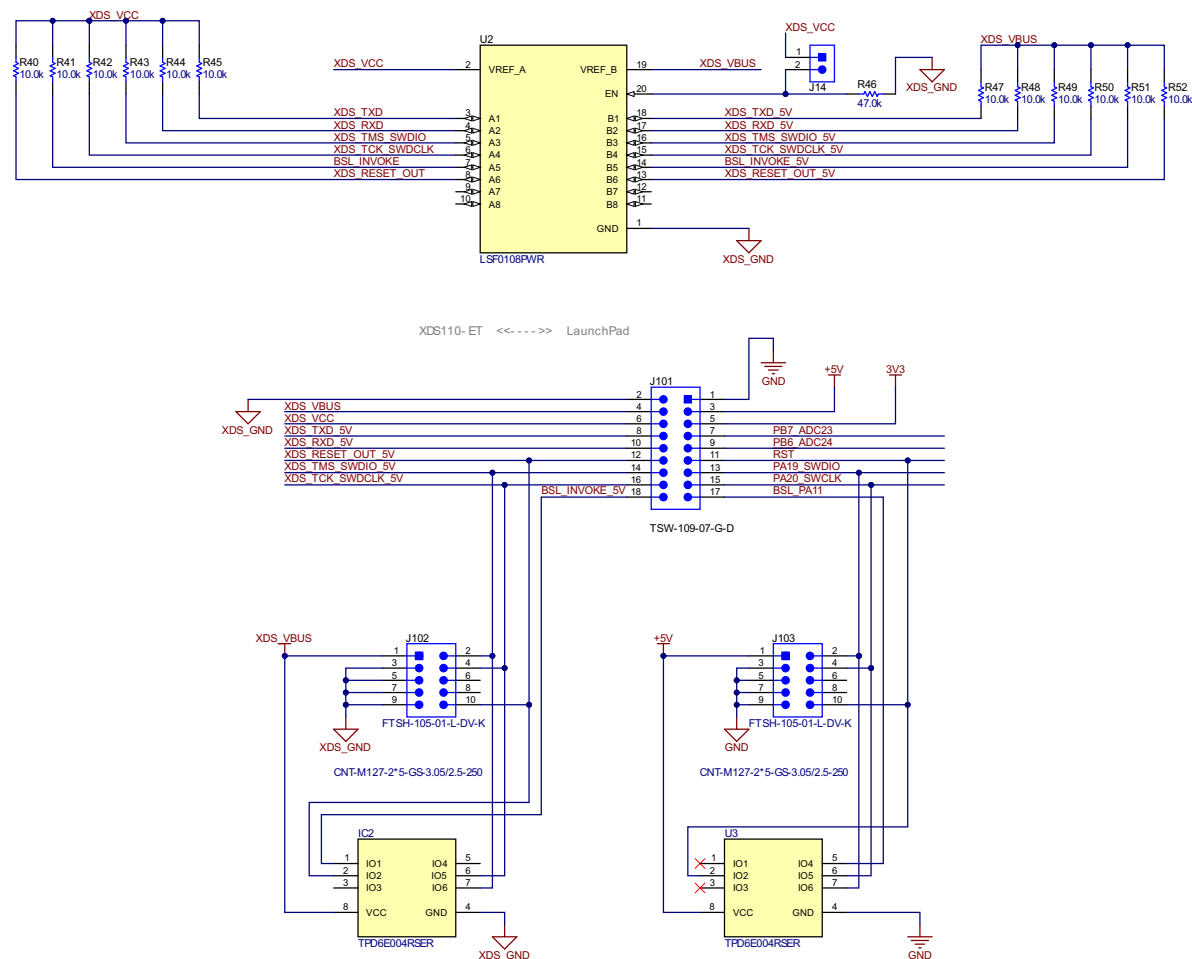 XDS_VCC
R40
10.0k
R41
10.0k
R42
10.0k
R43
10.0k
R44
10.0k
R45
10.0k
U2
XDS_VCC
2
VREF_A
VREF_B
19
XDS_VBUS
EN
20
XDS_VCC
1
2
J14
R46
47.0k
XDS_GND
XDS_VBUS
R47
10.0k
R48
10.0k
R49
10.0k
R50
10.0k
R51
10.0k
R52
10.0k
XDS_TXD 3 A1 B1 18 XDS_TXD_5V
XDS_RXD 4 A2 B2 17 XDS_RXD_5V
XDS_TMS_SWDIO 5 A3 B3 16 XDS_TMS_SWDIO_5V
XDS_TCK_SWDCLK 6 A4 B4 15 XDS_TCK_SWDCLK_5V
BSL_INVOKE 7 A5 B5 14 BSL_INVOKE_5V
XDS_RESET_OUT 8 A6 B6 13 XDS_RESET_OUT_5V
9 A7 B7 12
10 A8 B8 11
GND 1
XDS_GND
LSF0108PWR
XDS110-ET <<---->> LaunchPad
GND
+5V
3V3
J101
XDS_GND
2 1
XDS_VBUS 4 3
XDS_VCC 6 5
XDS_TXD_5V 8 7 PB7_ADC23
XDS_RXD_5V 10 9 PB6_ADC24
XDS_RESET_OUT_5V 12 11 RST
XDS_TMS_SWDIO_5V 14 13 PA19_SWDIO
XDS_TCK_SWDCLK_5V 16 15 PA20_SWCLK
BSL_INVOKE_5V 18 17 BSL_PA11
TSW-109-07-G-D
XDS_VBUS
J102
1 2
3 4
5 6
7 8
9 10
FTSH-105-01-L-DV-K
XDS_GND
CNT-M127-2*5-GS-3.05/2.5-250
+5V
J103
1 2
3 4
5 6
7 8
9 10
FTSH-105-01-L-DV-K
GND
CNT-M127-2*5-GS-3.05/2.5-250
IC2
1 IO1 IO4 5
2 IO2 IO5 6
3 IO3 IO6 7
8 VCC GND 4
TPD6E004RSER
XDS_GND
U3
1 IO1 IO4 5
2 IO2 IO5 6
3 IO3 IO6 7
8 VCC GND 4
TPD6E004RSER
GND